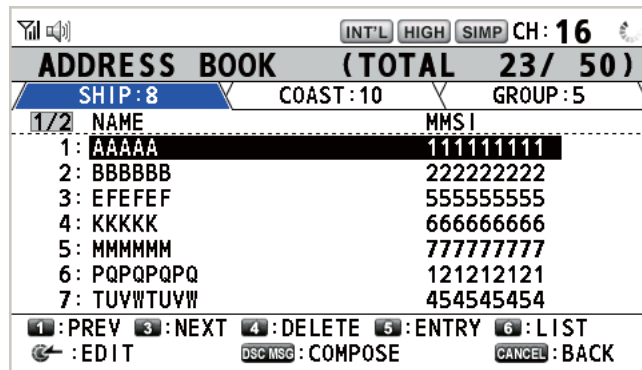 INT'L HIGH SIMP CH: 16
ADDRESS BOOK (TOTAL 23/ 50)
SHIP:8 COAST:10 GROUP:5
1/2 NAME MMSI
1: AAAAA 111111111
2: BBBBBB 222222222
3: EFEFEF 555555555
4: KKKKK 666666666
5: MMMMMM 777777777
6: PQPQPQPQ 121212121
7: TUVWTUVW 454545454
1 :PREV 3 :NEXT 4 :DELETE 5 :ENTRY 6 :LIST
:EDIT DSC MSG :COMPOSE CANCEL :BACK